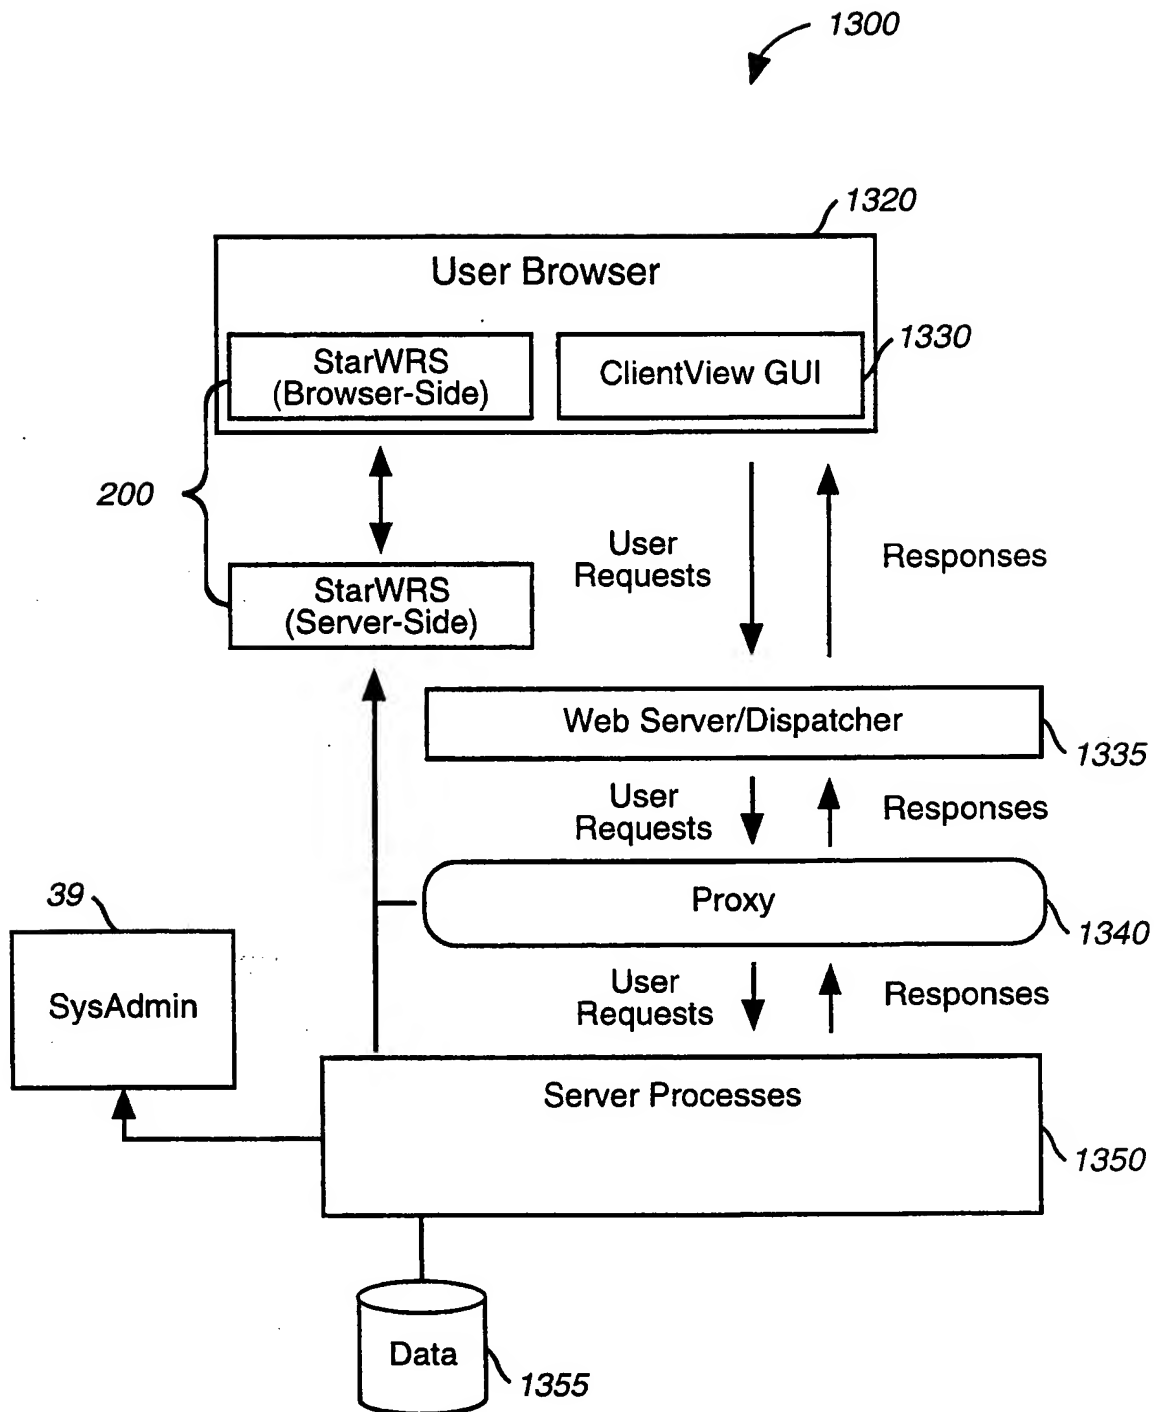 1300
1320
User Browser
1330
StarWRS
(Browser-Side)
ClientView GUI
200
User
Requests
Responses
StarWRS
(Server-Side)
Web Server/Dispatcher
1335
User
Requests
Responses
39
Proxy
1340
SysAdmin
User
Requests
Responses
Server Processes
1350
Data
1355